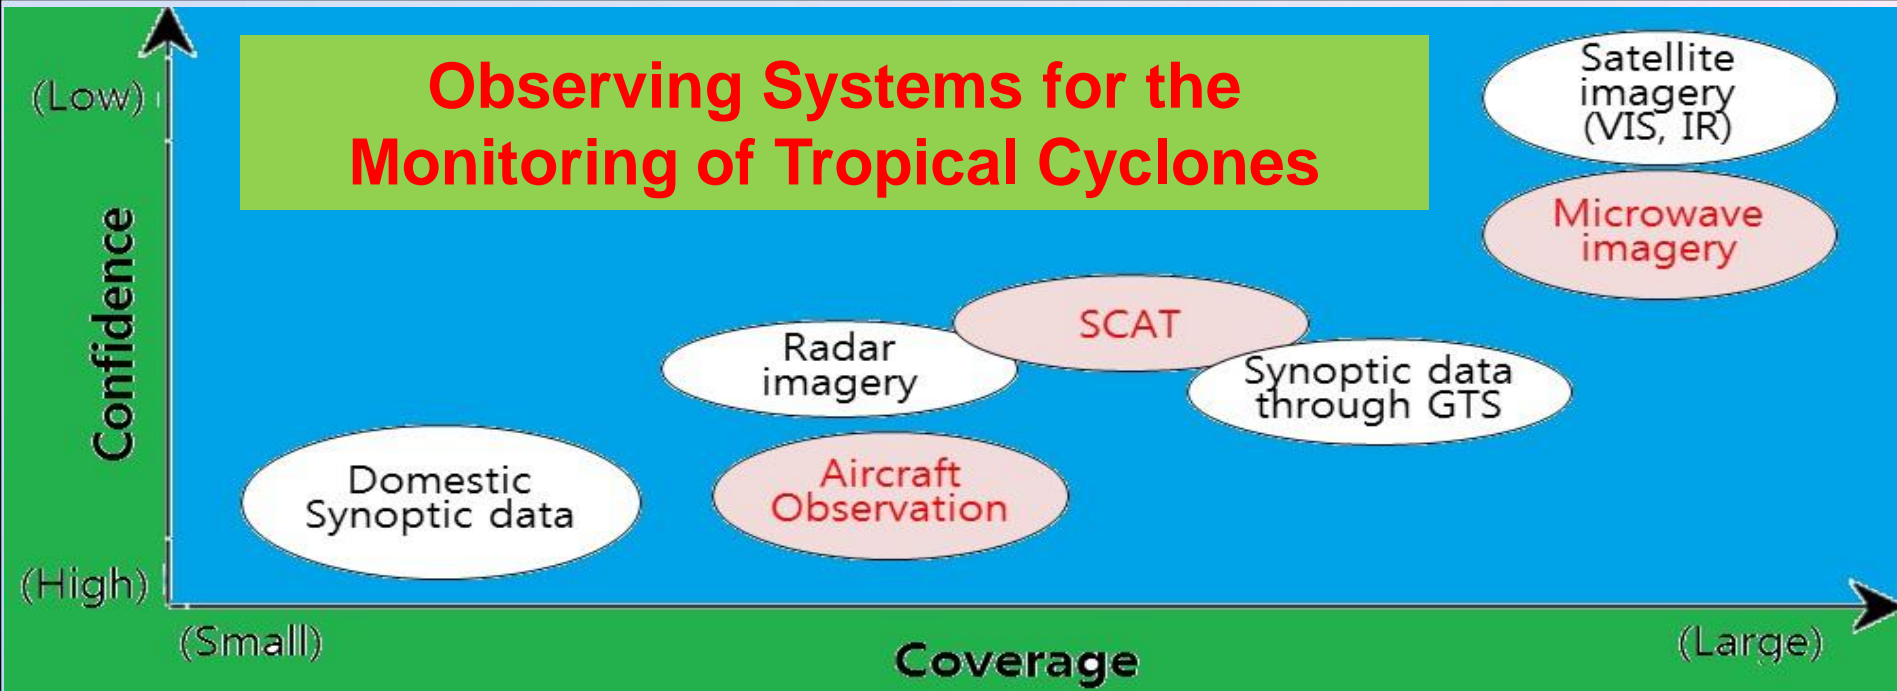 Observing Systems for the
Monitoring of Tropical Cyclones
(Low)
Confidence
(High)
Satellite
imagery
(VIS, IR)
Microwave
imagery
SCAT
Radar
imagery
Synoptic data
through GTS
Domestic
Synoptic data
Aircraft
Observation
(Small)
Coverage
(Large)